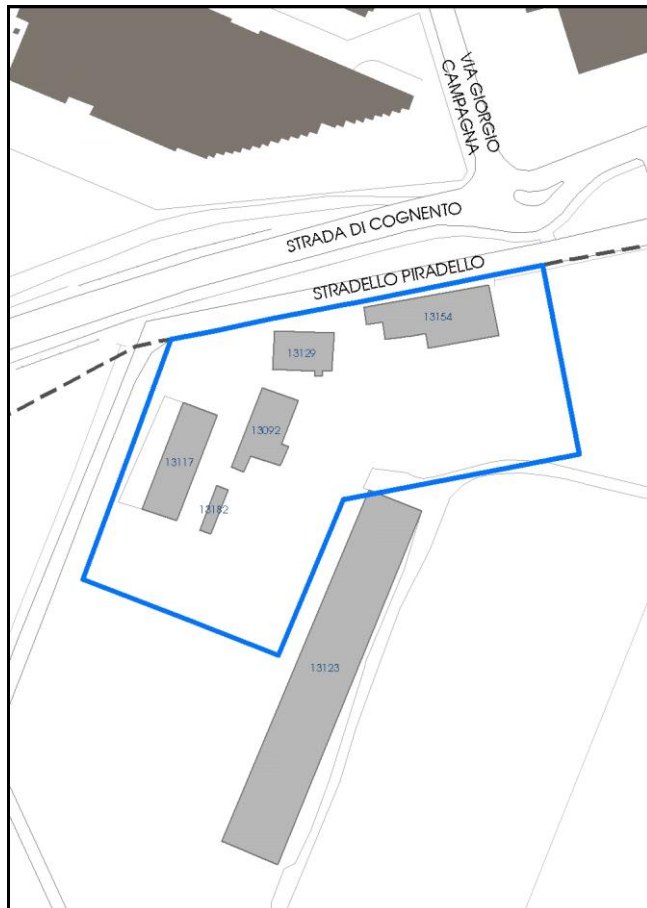 VIA GIORGIO
CAMPAGNA
STRADA DI COGNENTO
STRADELLO PIRADELLO
13154
13129
13092
13117
13182
13123